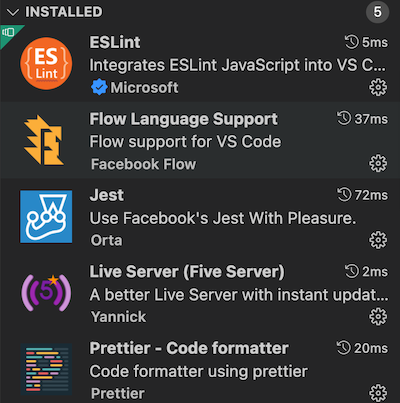 INSTALLED 5
ESLint 5ms
Integrates ESLint JavaScript into VS C...
Microsoft
Flow Language Support 37ms
Flow support for VS Code
Facebook Flow
Jest 72ms
Use Facebook's Jest With Pleasure.
Orta
Live Server (Five Server) 2ms
A better Live Server with instant updat...
Yannick
Prettier - Code formatter 20ms
Code formatter using prettier
Prettier
ES
Lint
5